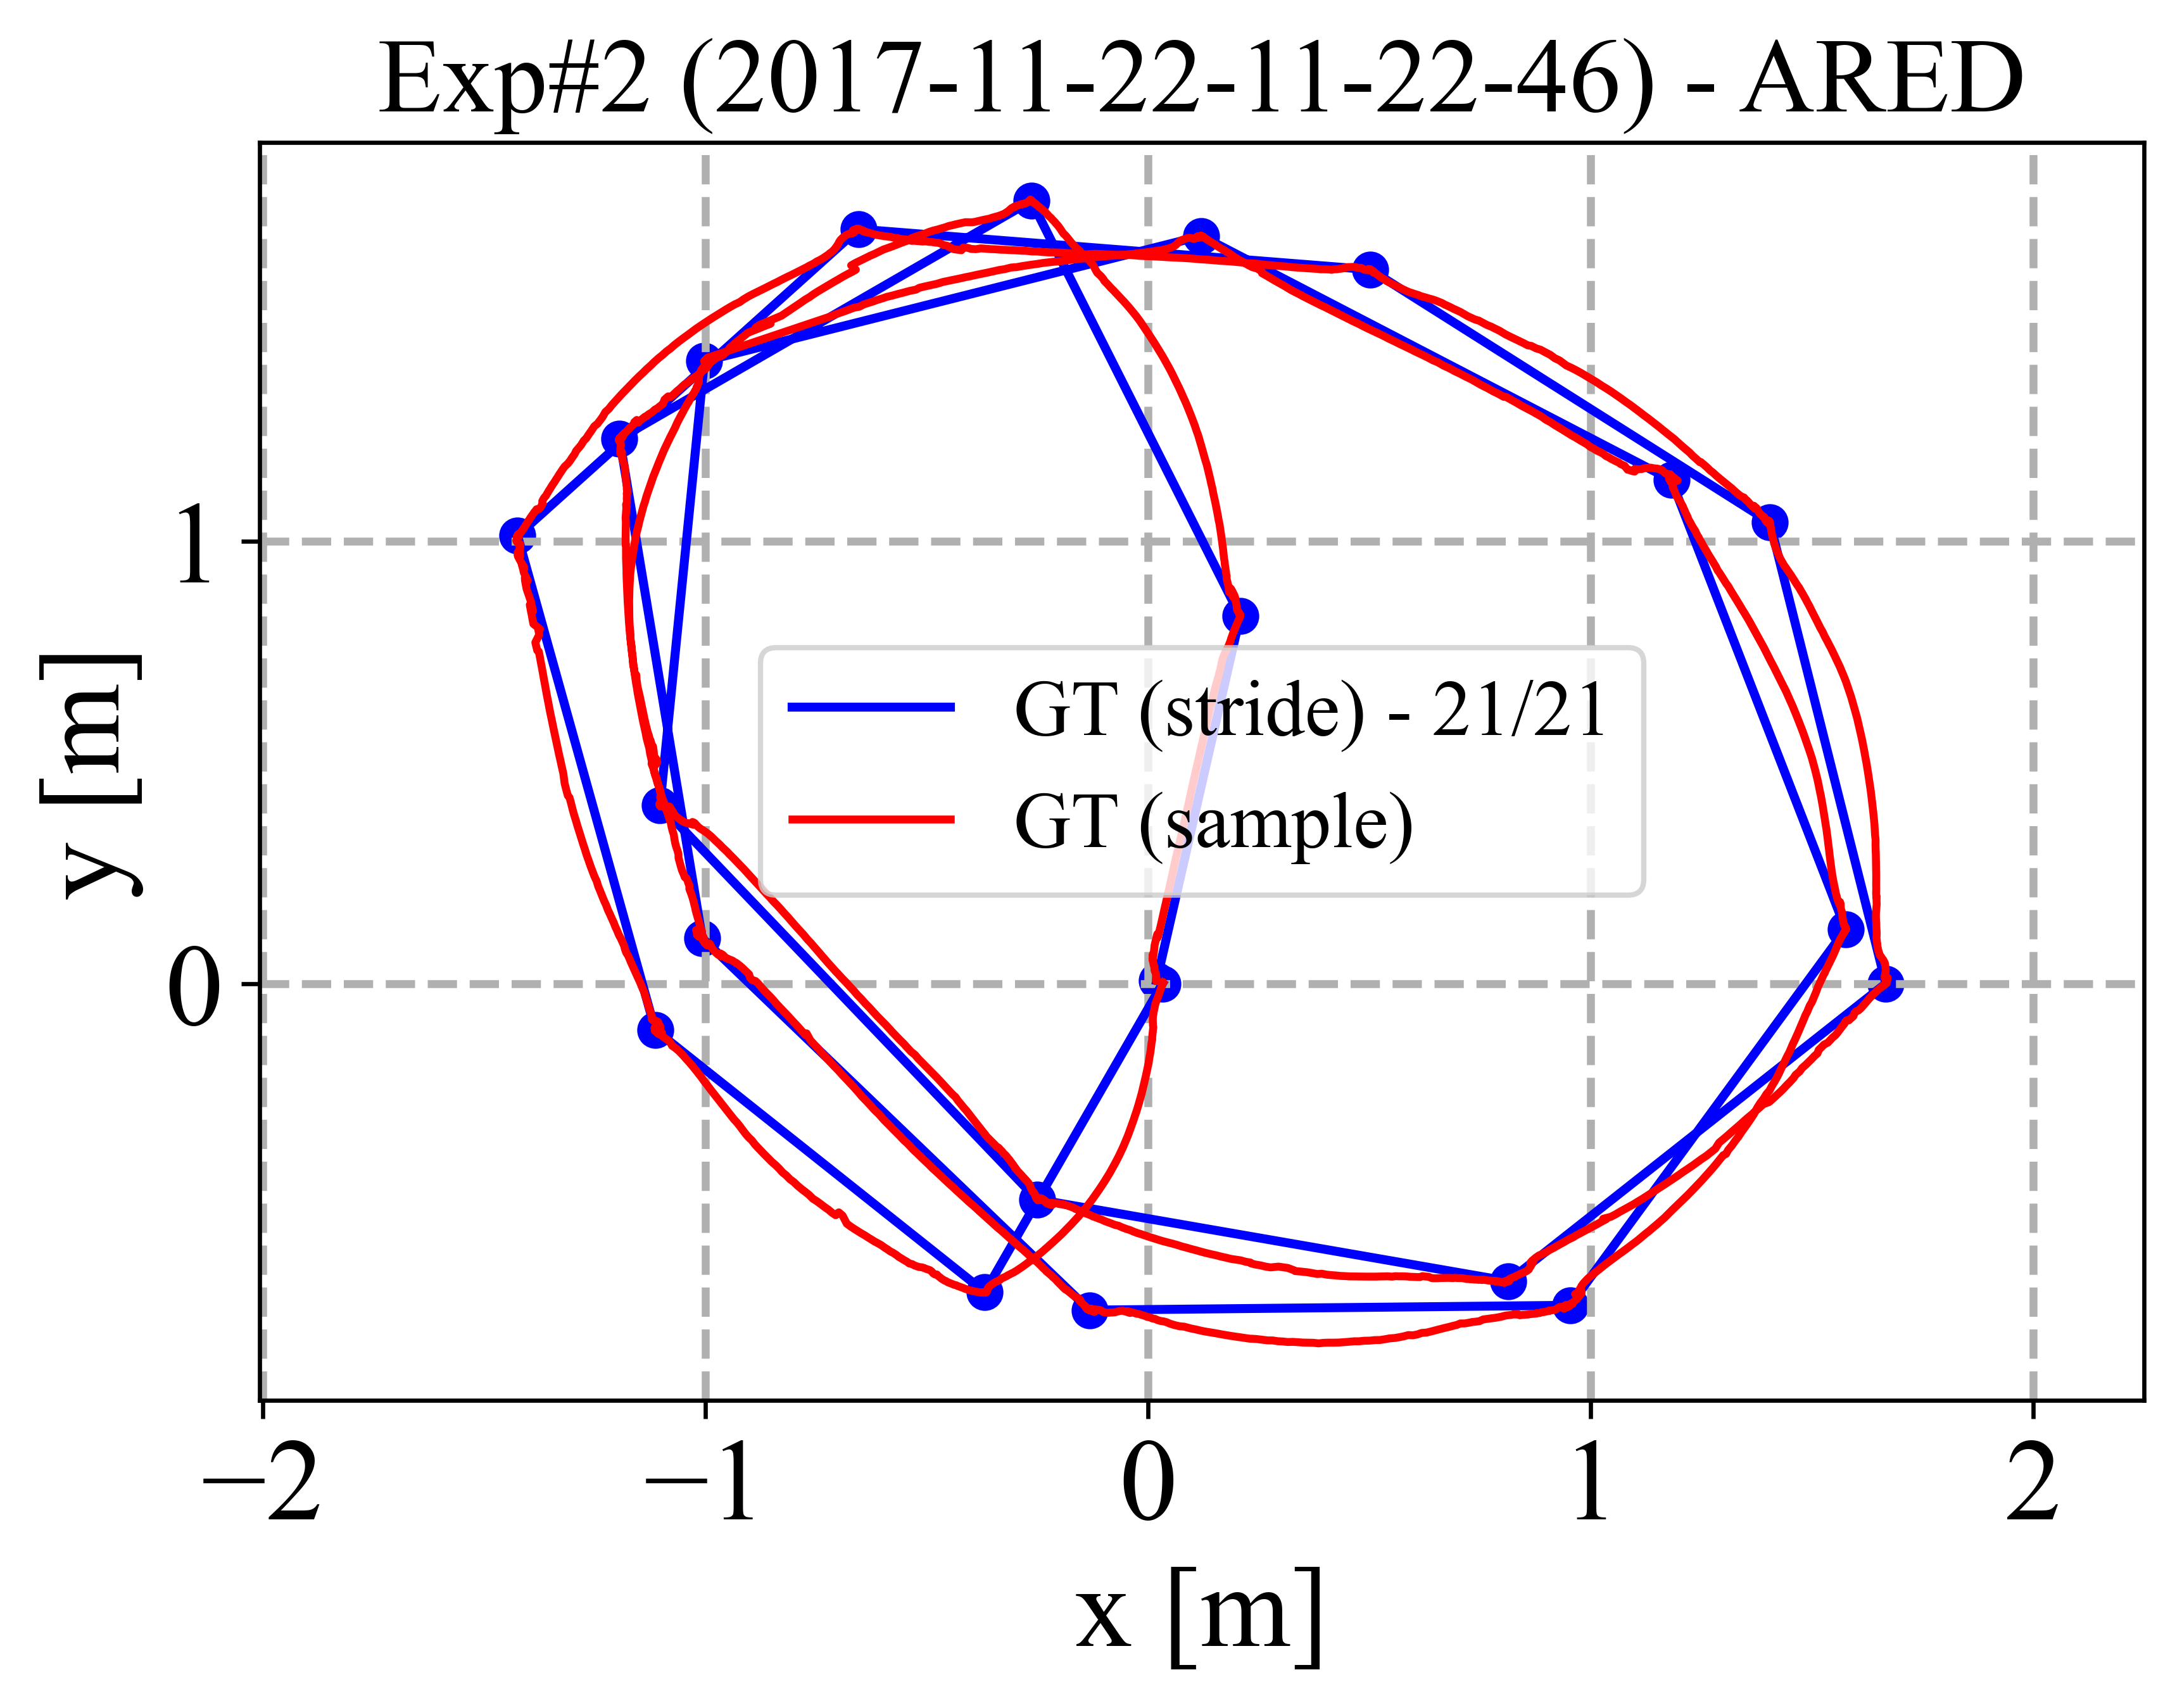 Exp#2 (2017-11-22-11-22-46) - ARED
y [m]
1
0
GT (stride) - 21/21
GT (sample)
−2 −1 0 1 2
x [m]